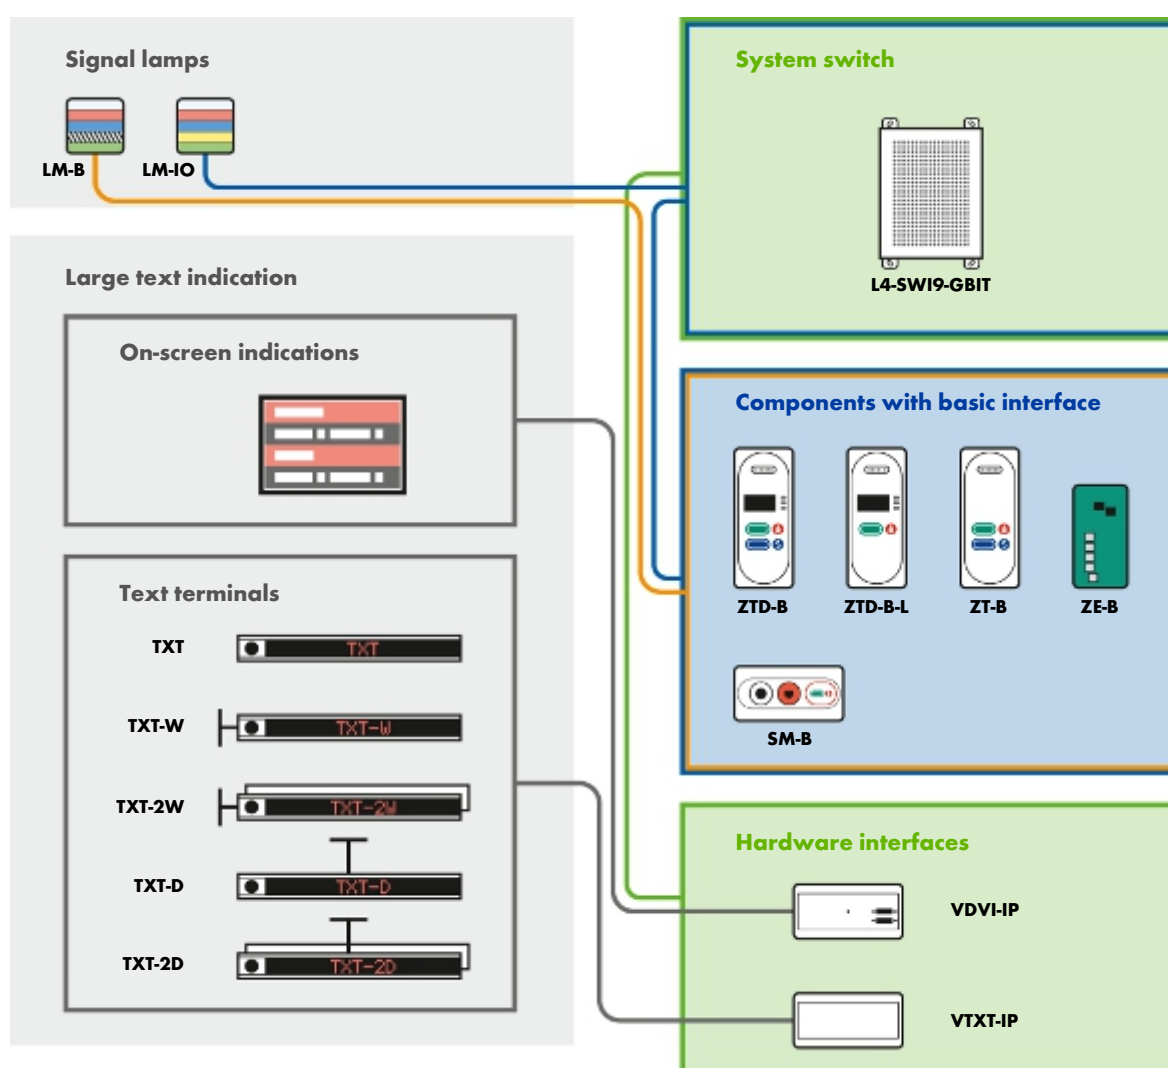 Signal lamps
LM-B
LM-IO
System switch
L4-SWI9-GBIT
Large text indication
On-screen indications
Components with basic interface
ZTD-B
ZTD-B-L
ZT-B
ZE-B
SM-B
Text terminals
TXT
TXT
TXT-W
TXT-W
TXT-2W
TXT-2W
TXT-D
TXT-D
TXT-2D
TXT-2D
Hardware interfaces
VDVI-IP
VTXT-IP